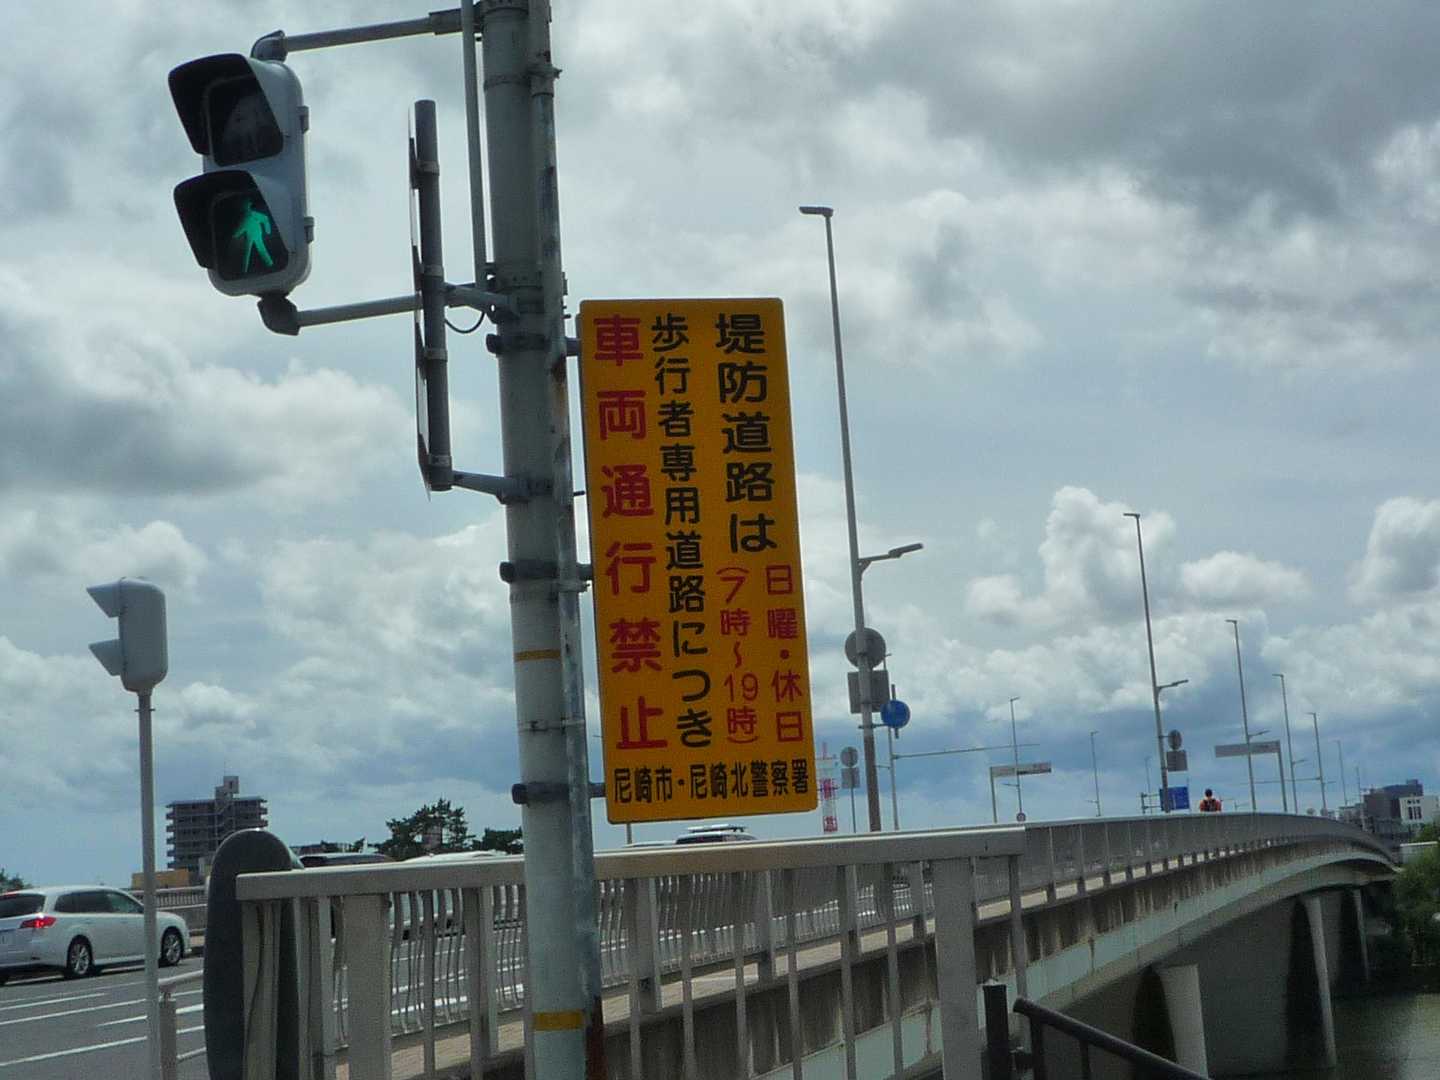 堤防道路は
日曜・休日
(7時～19時)
歩行者専用道路につき
車両通行禁止
尼崎市・尼崎北警察署